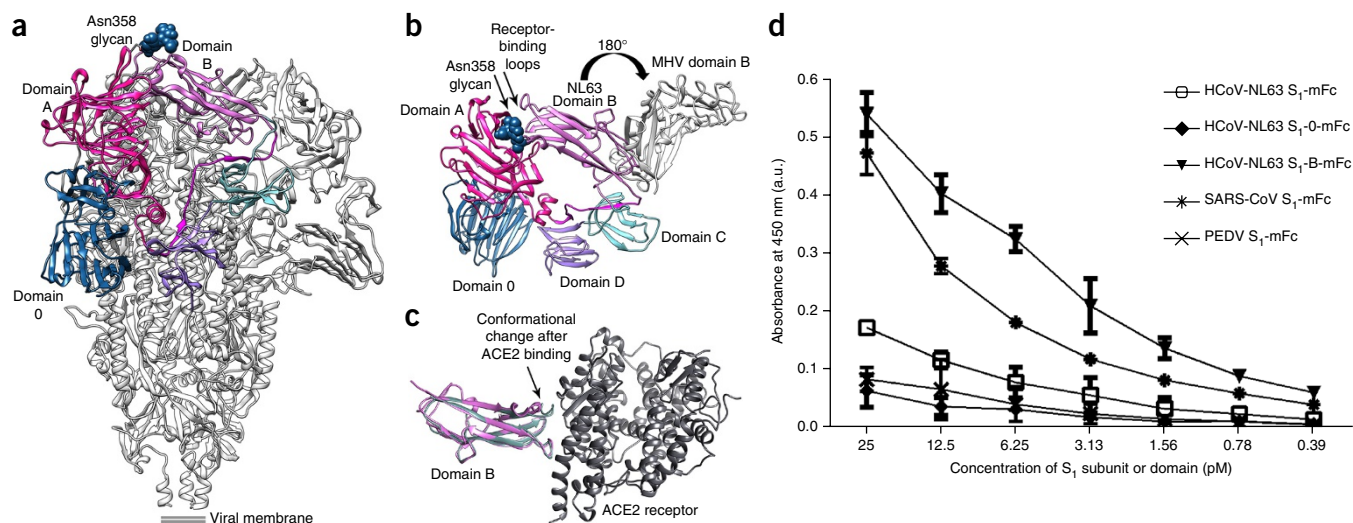 a
Asn358
glycan
Domain
B
Domain
A
Domain
0
Viral membrane
b
Receptor-
binding
loops
180°
MHV domain B
Asn358
glycan
NL63
Domain B
Domain A
Domain C
Domain 0
Domain D
c
Conformational
change after
ACE2 binding
Domain B
ACE2 receptor
d
Absorbance at 450 nm (a.u.)
0.6
0.5
0.4
0.3
0.2
0.1
0.0
25
12.5
6.25
3.13
1.56
0.78
0.39
Concentration of S1 subunit or domain (pM)
HCoV-NL63 S1-mFc
HCoV-NL63 S1-0-mFc
HCoV-NL63 S1-B-mFc
SARS-CoV S1-mFc
PEDV S1-mFc